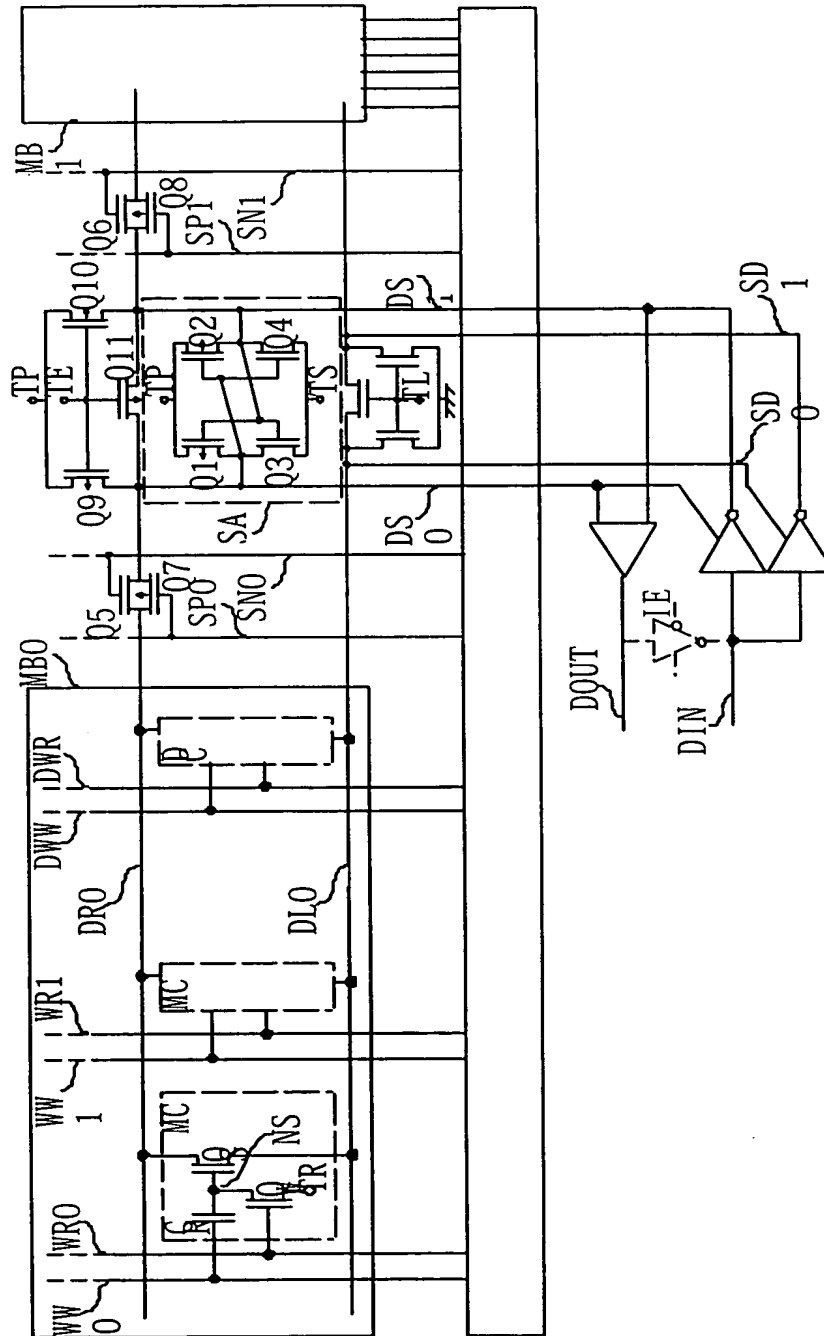 MB
1
Q6
Q8
SP1
SN1
TP
TE
Q10
Q11
Q9
TP
Q2
Q4
Q1
Q3
TS
SA
DS
1
TL
SD
1
DS
0
SD
0
Q5
Q7
SP0
SN0
MB0
DOUT
IE
DIN
DWR
DWW
DR0
DC
DL0
WR1
WW
1
MC
MC
NS
TR
WR0
WW
0